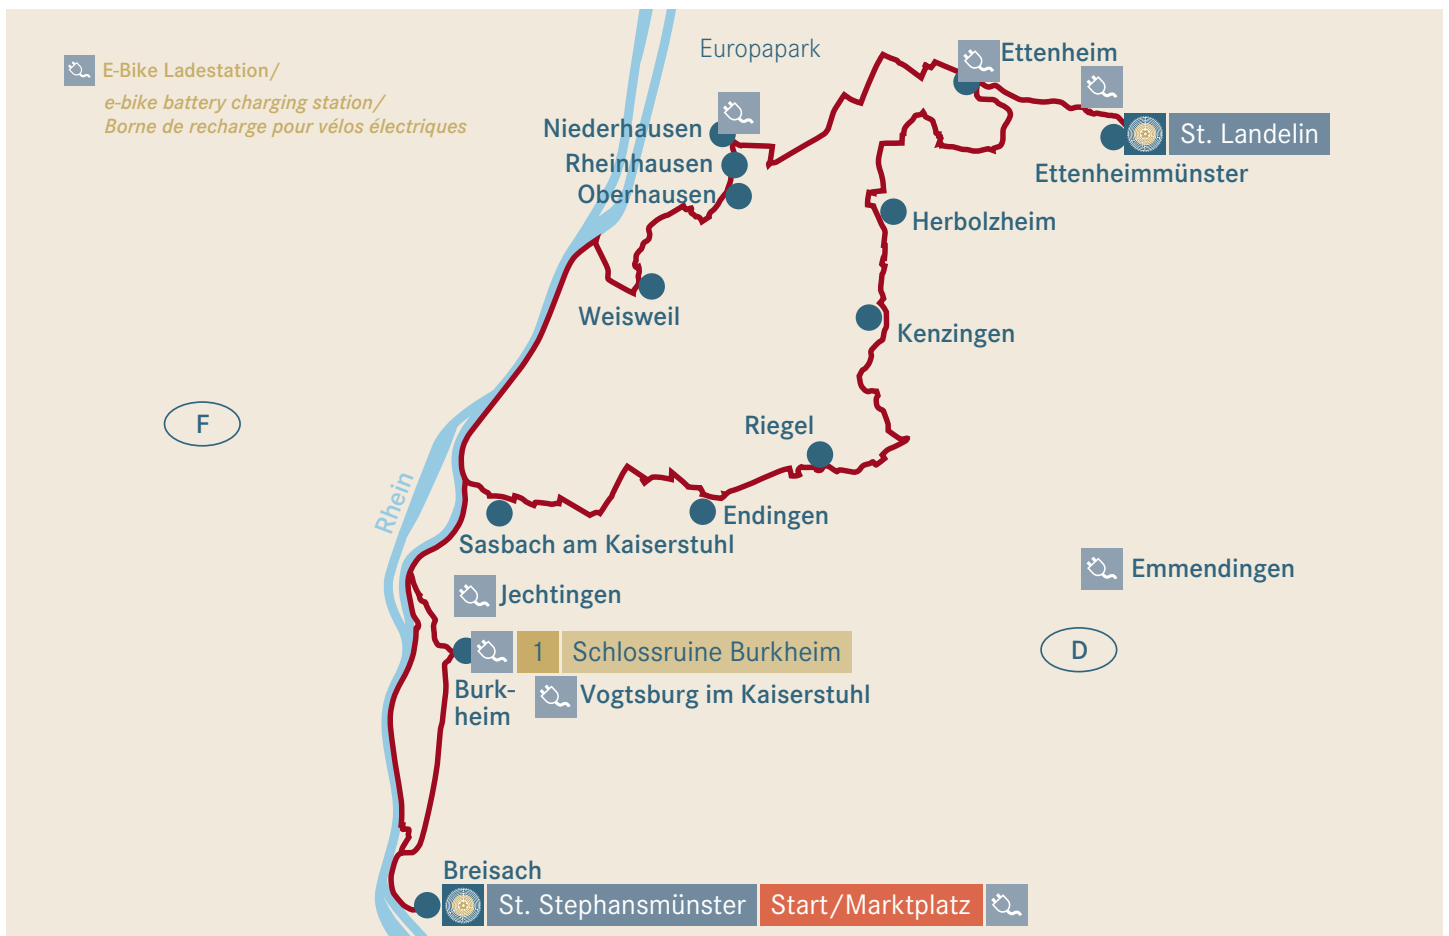 E-Bike Ladestation/
e-bike battery charging station/
Borne de recharge pour vélos électriques
Europapark
Ettenheim
Niederhausen
St. Landelin
Rheinhausen
Ettenheimmünster
Oberhausen
Herbolzheim
Weisweil
Kenzingen
F
Riegel
Rhein
Endingen
Sasbach am Kaiserstuhl
Emmendingen
Jechtingen
D
1 Schlossruine Burkheim
Burk-
heim
Vogtsburg im Kaiserstuhl
Breisach
St. Stephansmünster Start/Marktplatz